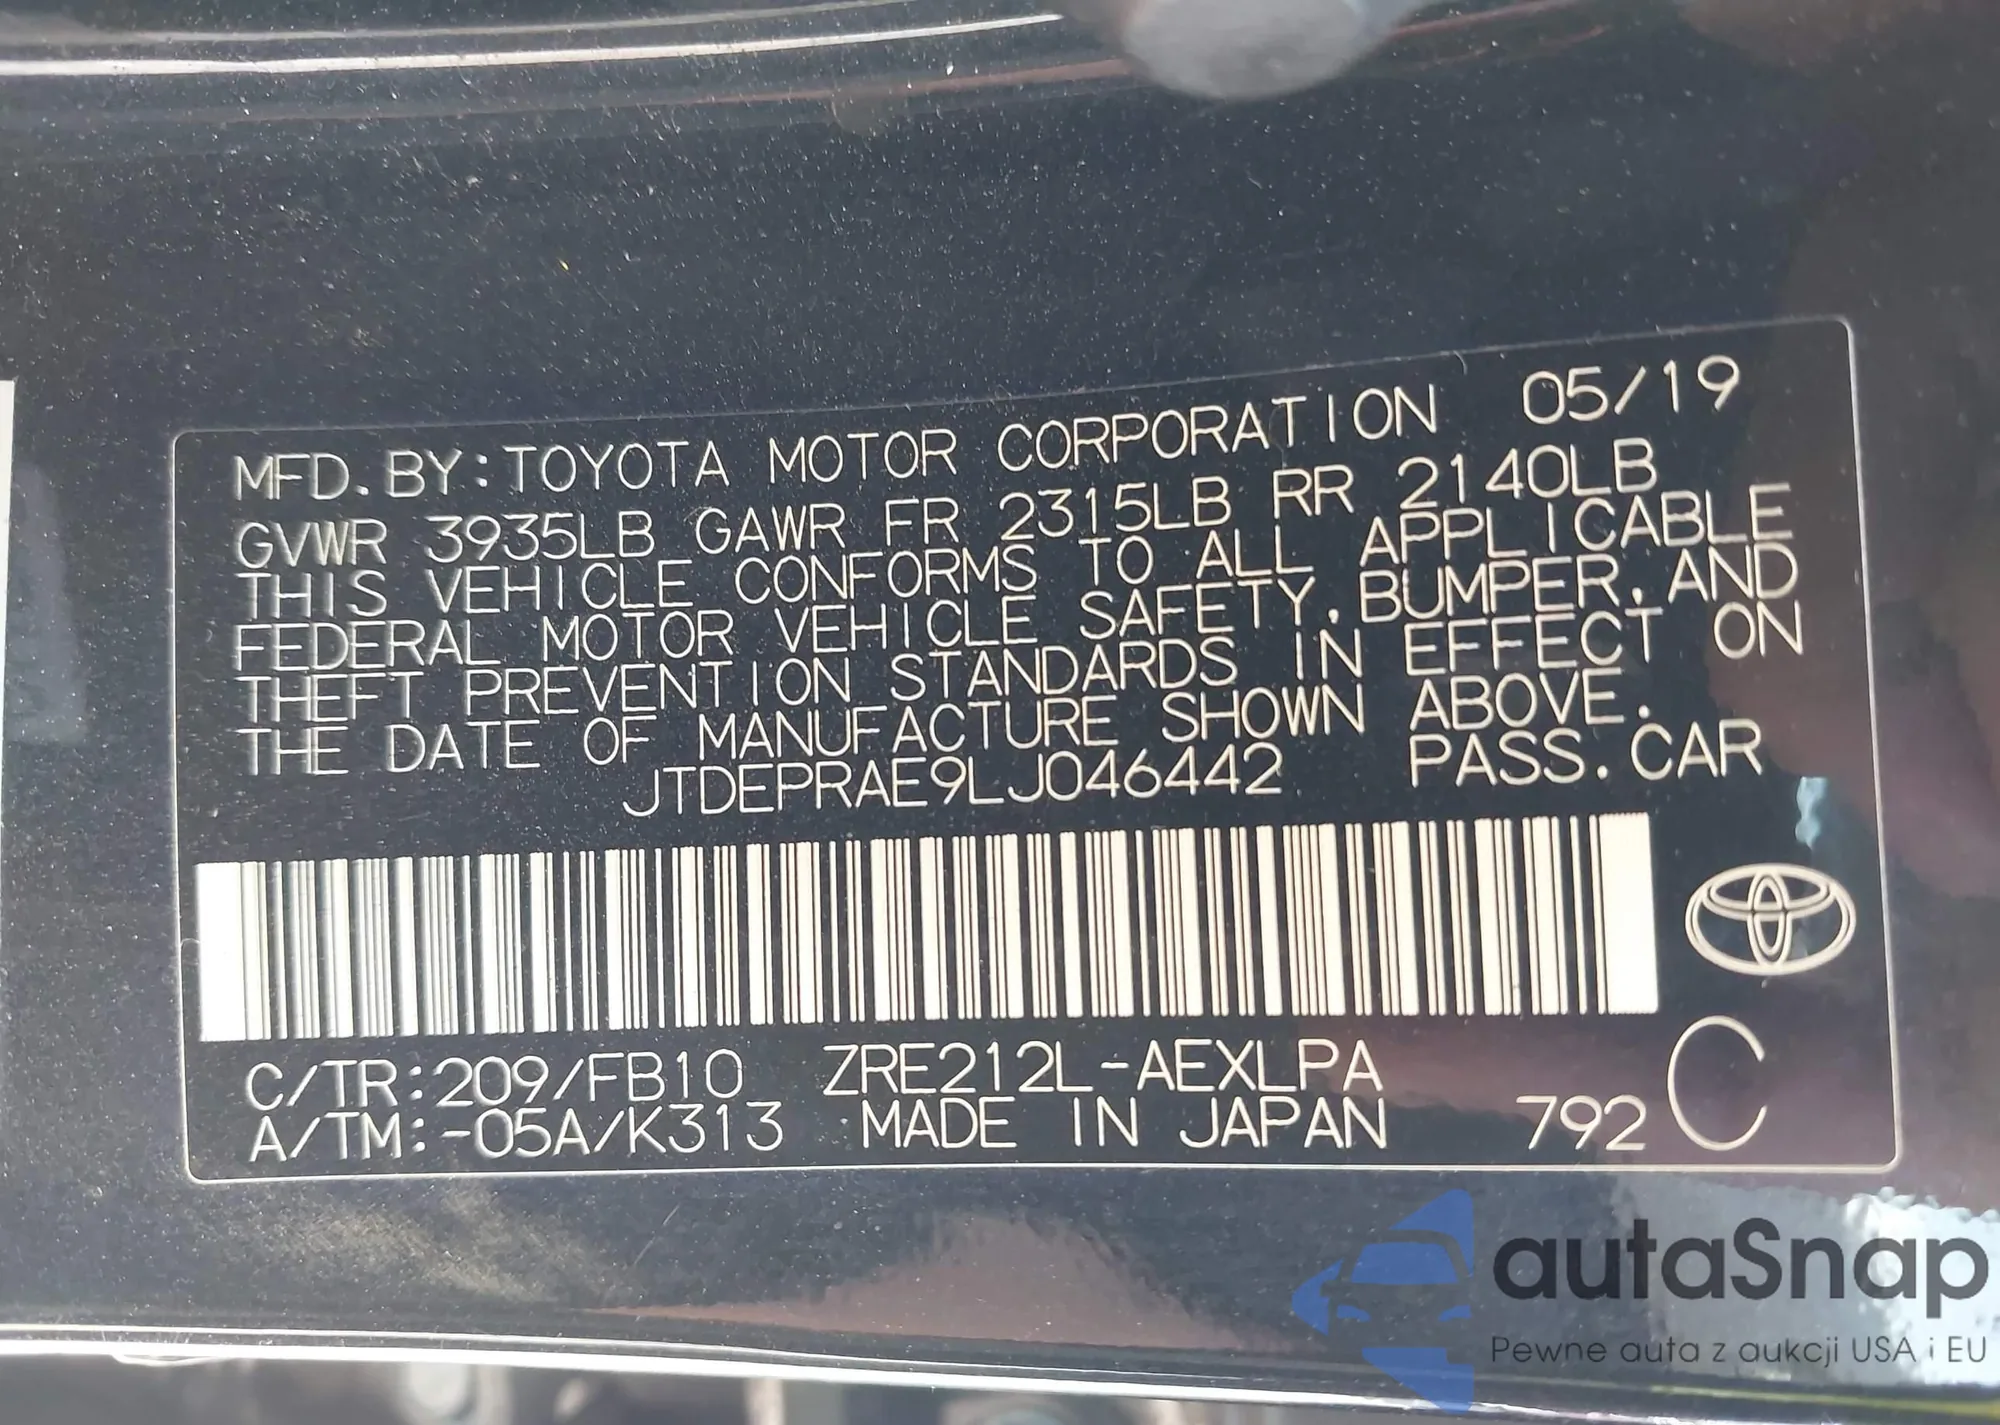 MFD.BY:TOYOTA MOTOR CORPORATION 05/19
GVWR 3935LB GAWR FR 2315LB RR 2140LB
THIS VEHICLE CONFORMS TO ALL APPLICABLE
FEDERAL MOTOR VEHICLE SAFETY,BUMPER,AND
THEFT PREVENTION STANDARDS IN EFFECT ON
THE DATE OF MANUFACTURE SHOWN ABOVE.
JTDEPRAE9LJ046442 PASS.CAR
C/TR:209/FB10 ZRE212L-AEXLPA
A/TM:-05A/K313 MADE IN JAPAN 792 C
autaSnap
Pewne auta z aukcji USA i EU